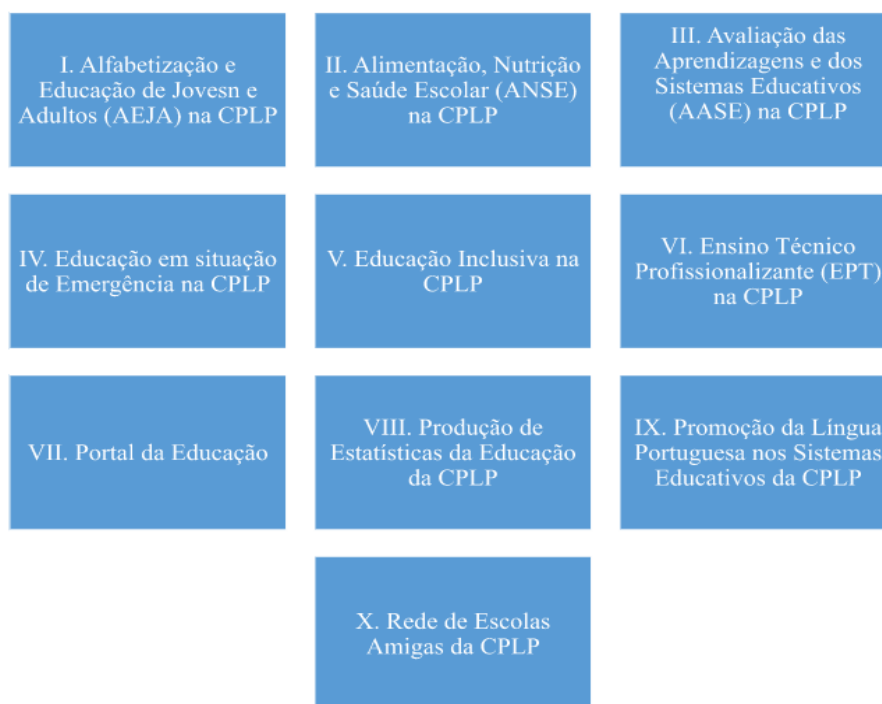 I. Alfabetização e
Educação de Jovesn e
Adultos (AEJA) na CPLP
II. Alimentação, Nutrição
e Saúde Escolar (ANSE)
na CPLP
III. Avaliação das
Aprendizagens e dos
Sistemas Educativos
(AASE) na CPLP
IV. Educação em situação
de Emergência na CPLP
V. Educação Inclusiva na
CPLP
VI. Ensino Técnico
Profissionalizante (EPT)
na CPLP
VII. Portal da Educação
VIII. Produção de
Estatísticas da Educação
da CPLP
IX. Promoção da Língua
Portuguesa nos Sistemas
Educativos da CPLP
X. Rede de Escolas
Amigas da CPLP